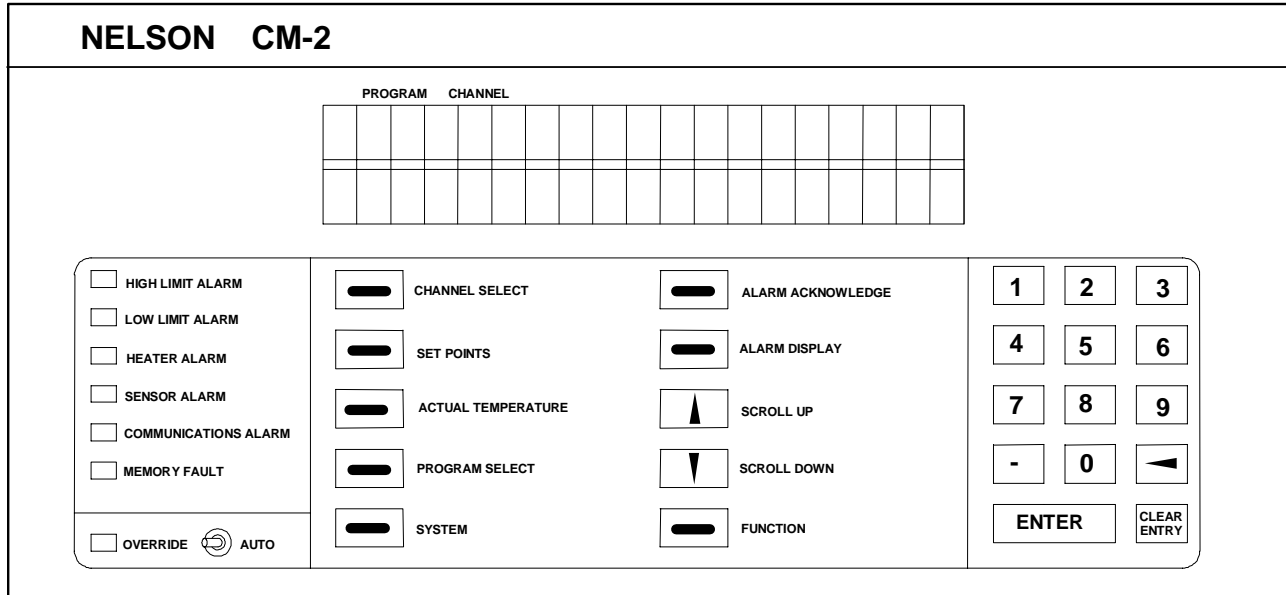 NELSON CM-2
PROGRAM CHANNEL
HIGH LIMIT ALARM
LOW LIMIT ALARM
HEATER ALARM
SENSOR ALARM
COMMUNICATIONS ALARM
MEMORY FAULT
OVERRIDE AUTO
CHANNEL SELECT
SET POINTS
ACTUAL TEMPERATURE
PROGRAM SELECT
SYSTEM
ALARM ACKNOWLEDGE
ALARM DISPLAY
SCROLL UP
SCROLL DOWN
FUNCTION
1 2 3
4 5 6
7 8 9
- 0
ENTER
CLEAR
ENTRY